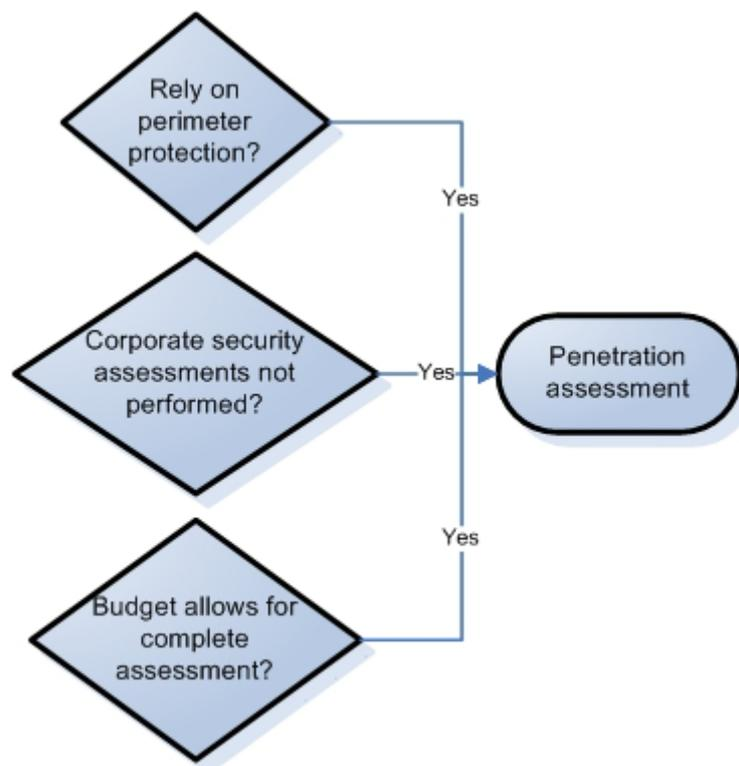 Rely on
perimeter
protection?
Yes
Corporate security
assessments not
performed?
Yes
Penetration
assessment
Yes
Budget allows for
complete
assessment?